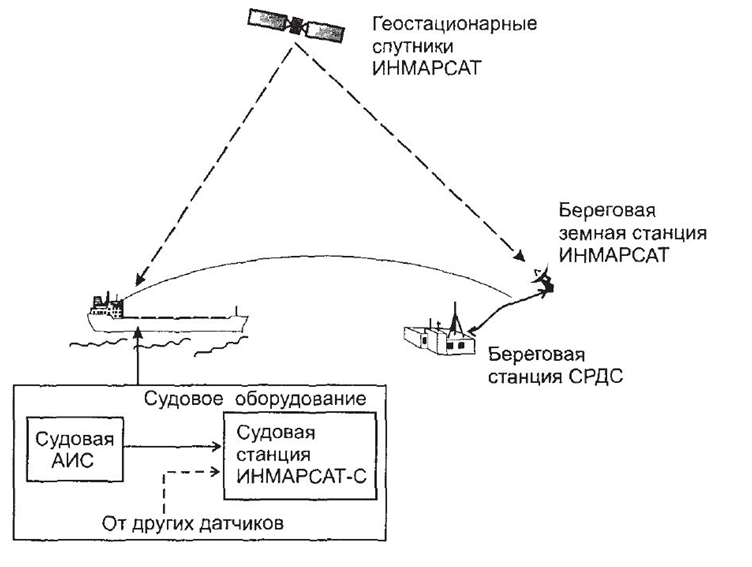 Геостационарные
спутники
ИНМАРСАТ
Береговая
земная станция
ИНМАРСАТ
Береговая
станция СРДС
Судовое оборудование
Судовая
АИС
Судовая
станция
ИНМАРСАТ-С
От других датчиков